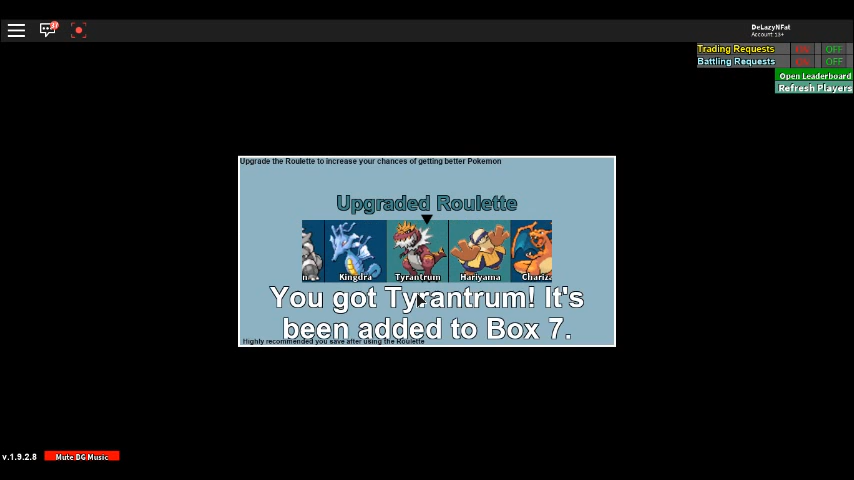 37
DeLazyNFat
Account: 13+
Trading Requests ON OFF
Battling Requests ON OFF
Open Leaderboard
Refresh Players
Upgrade the Roulette to increase your chances of getting better Pokemon
Upgraded Roulette
n Kingdra Tyrantrum Hariyama Chariza
You got Tyrantrum! It's
been added to Box 7.
Highly recommended you save after using the Roulette
v.1.9.2.8 Mute BG Music